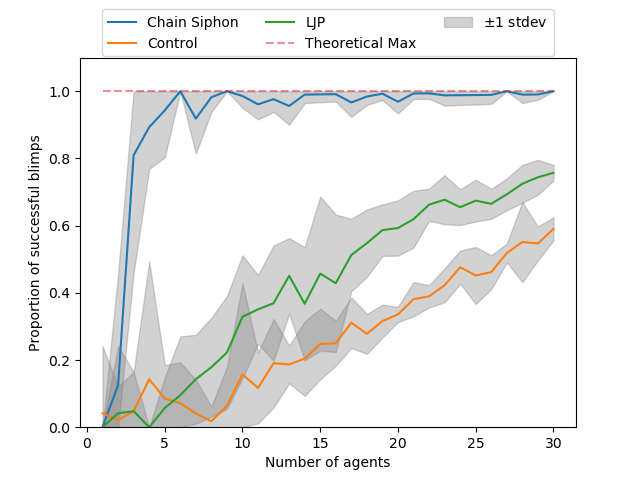 Chain Siphon
Control
LJP
Theoretical Max
±1 stdev
Proportion of successful blimps
1.0
0.8
0.6
0.4
0.2
0.0
0 5 10 15 20 25 30
Number of agents